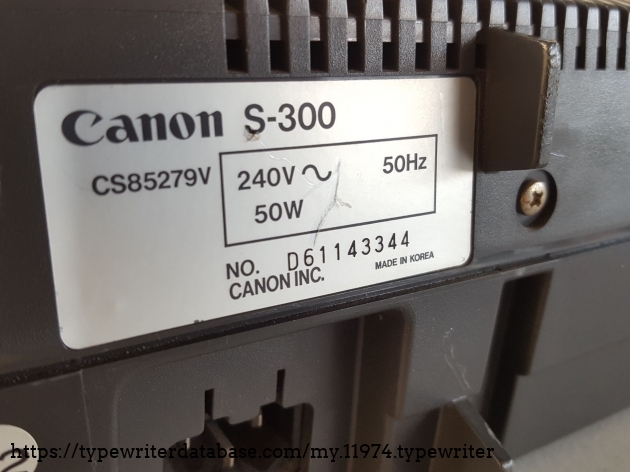 Canon S-300
CS85279V
240V ~ 50Hz
50W
NO. D61143344
CANON INC. MADE IN KOREA
https://typewriterdatabase.com/my.11974.typewriter